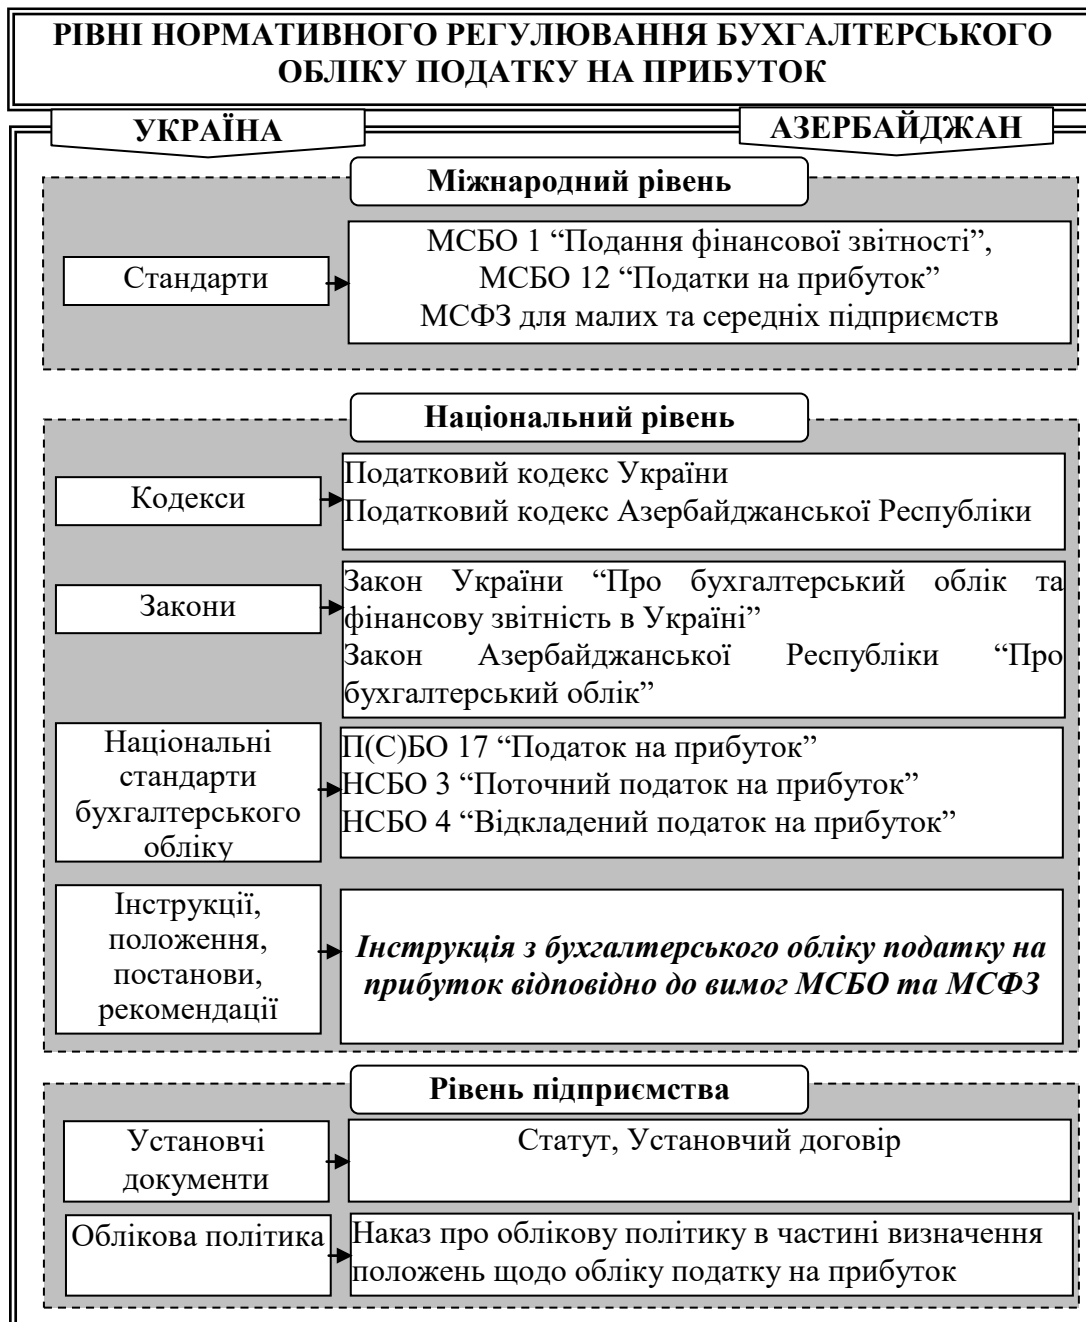 РІВНІ НОРМАТИВНОГО РЕГУЛЮВАННЯ БУХГАЛТЕРСЬКОГО
ОБЛІКУ ПОДАТКУ НА ПРИБУТОК
УКРАЇНА
АЗЕРБАЙДЖАН
Міжнародний рівень
Стандарти
МСБО 1 “Подання фінансової звітності”,
МСБО 12 “Податки на прибуток”
МСФЗ для малих та середніх підприємств
Національний рівень
Кодекси
Податковий кодекс України
Податковий кодекс Азербайджанської Республіки
Закони
Закон України “Про бухгалтерський облік та
фінансову звітність в Україні”
Закон Азербайджанської Республіки “Про
бухгалтерський облік”
Національні
стандарти
бухгалтерського
обліку
П(С)БО 17 “Податок на прибуток”
НСБО 3 “Поточний податок на прибуток”
НСБО 4 “Відкладений податок на прибуток”
Інструкції,
положення,
постанови,
рекомендації
Інструкція з бухгалтерського обліку податку на
прибуток відповідно до вимог МСБО та МСФЗ
Рівень підприємства
Установчі
документи
Статут, Установчий договір
Облікова політика
Наказ про облікову політику в частині визначення
положень щодо обліку податку на прибуток